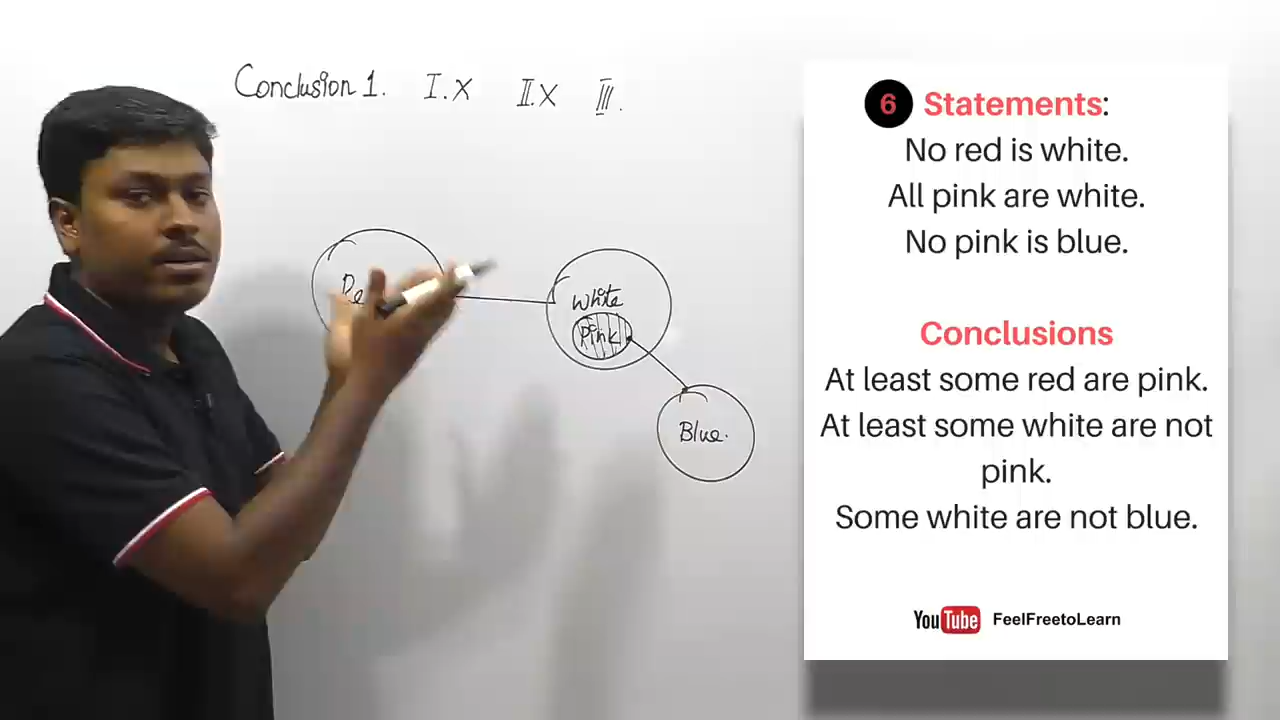 Conclusion 1. I.X II.X III.
White
Pink
Blue.
6 Statements:
No red is white.
All pink are white.
No pink is blue.
Conclusions
At least some red are pink.
At least some white are not
pink.
Some white are not blue.
YouTube FeelFreetoLearn